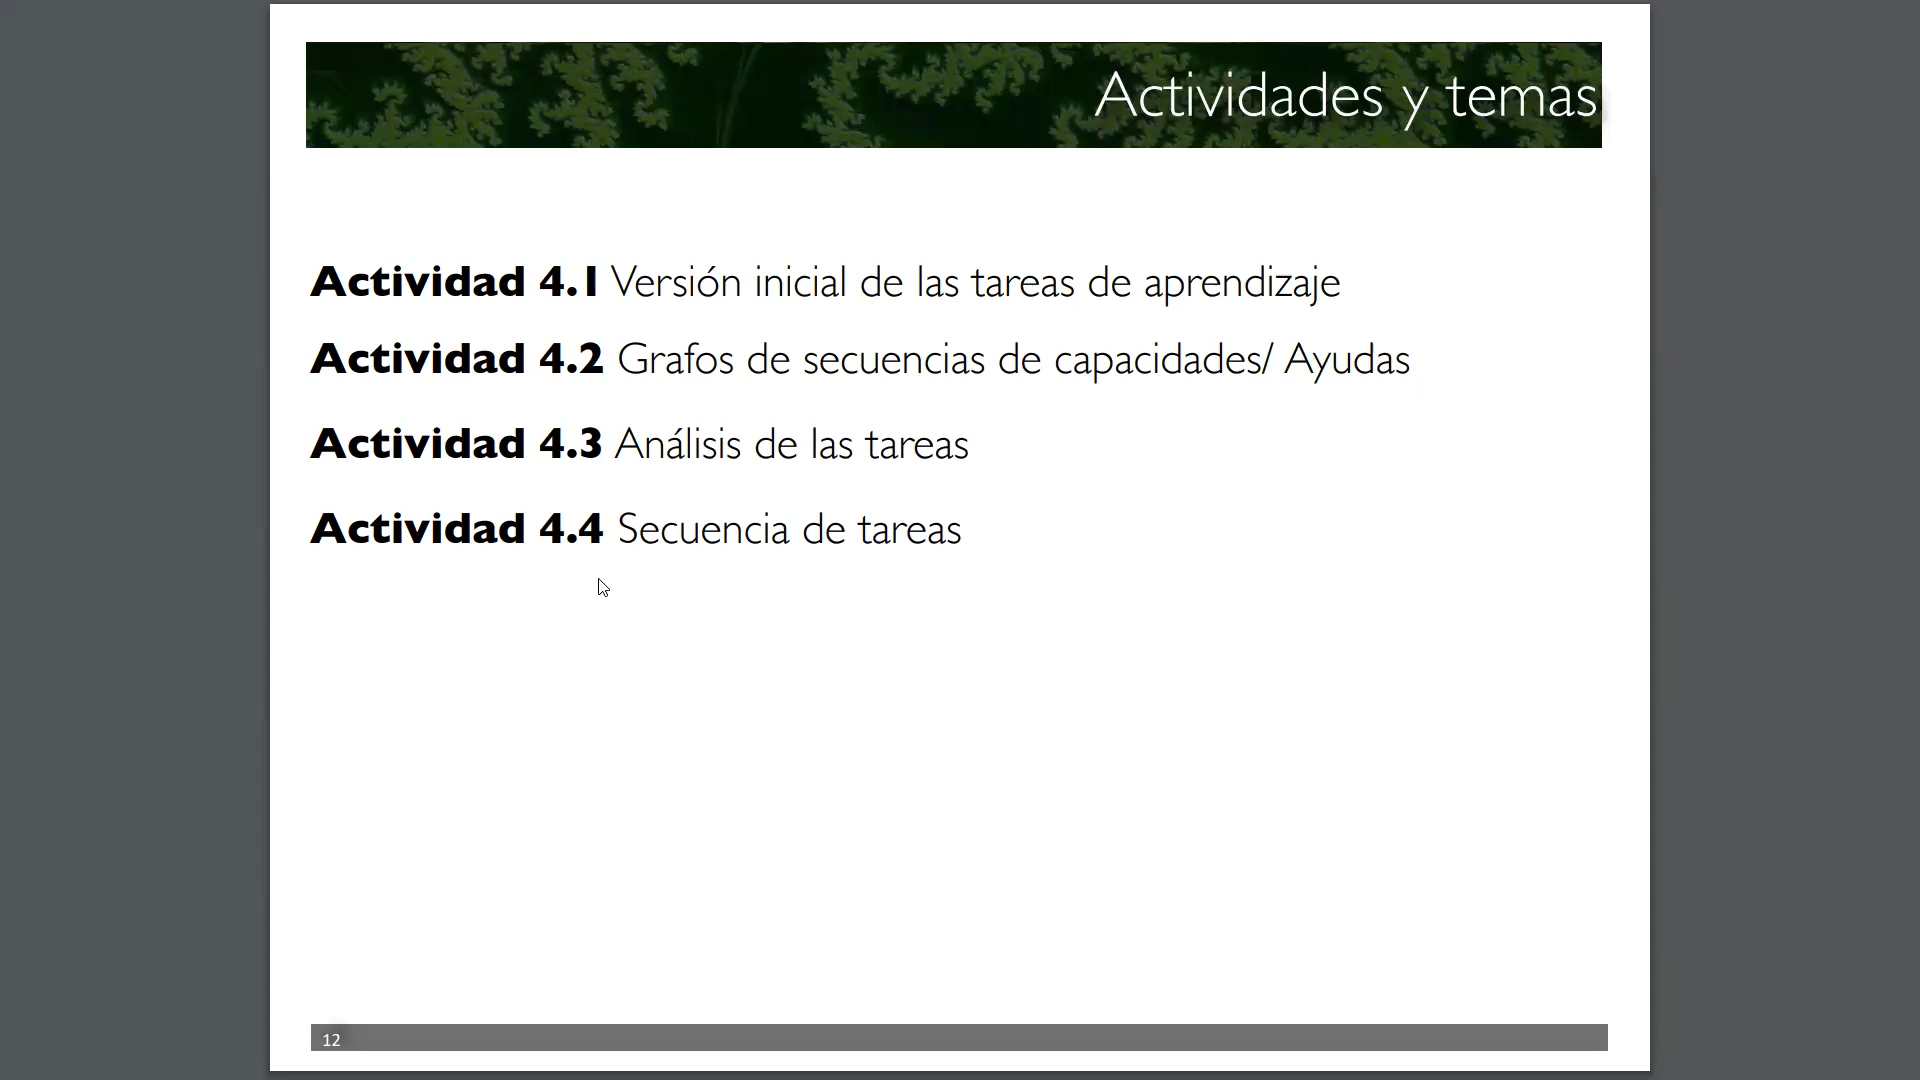 Actividades y temas
Actividad 4.1 Versión inicial de las tareas de aprendizaje
Actividad 4.2 Grafos de secuencias de capacidades/ Ayudas
Actividad 4.3 Análisis de las tareas
Actividad 4.4 Secuencia de tareas
12